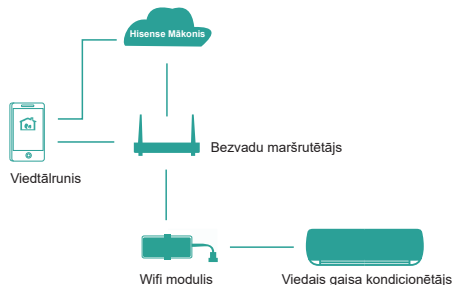 Hisense Mākonis
Bezvadu maršrutētājs
Viedtālrunis
Wifi modulis
Viedais gaisa kondicionētājs